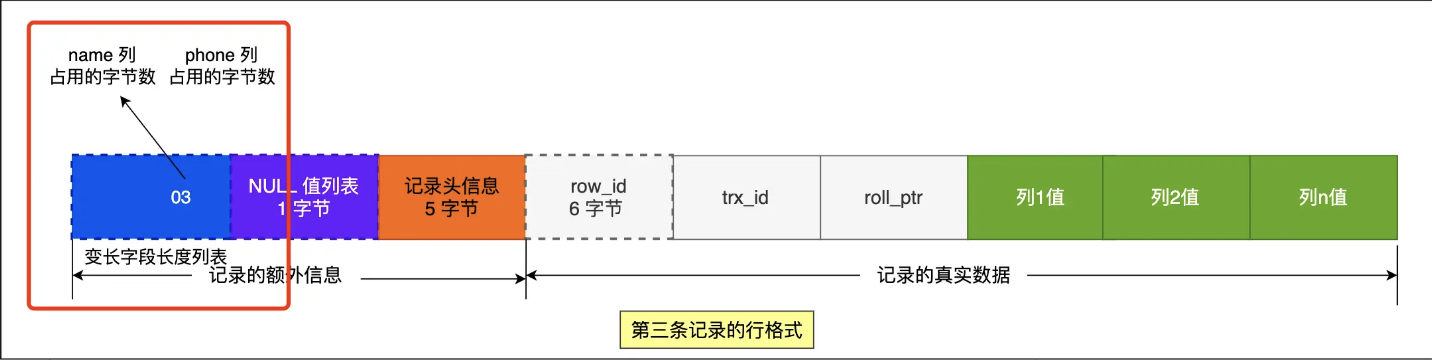 name 列
占用的字节数
phone 列
占用的字节数
03
NULL 值列表
1 字节
记录头信息
5 字节
row_id
6 字节
trx_id
roll_ptr
列1值
列2值
列n值
变长字段长度列表
记录的额外信息
记录的真实数据
第三条记录的行格式